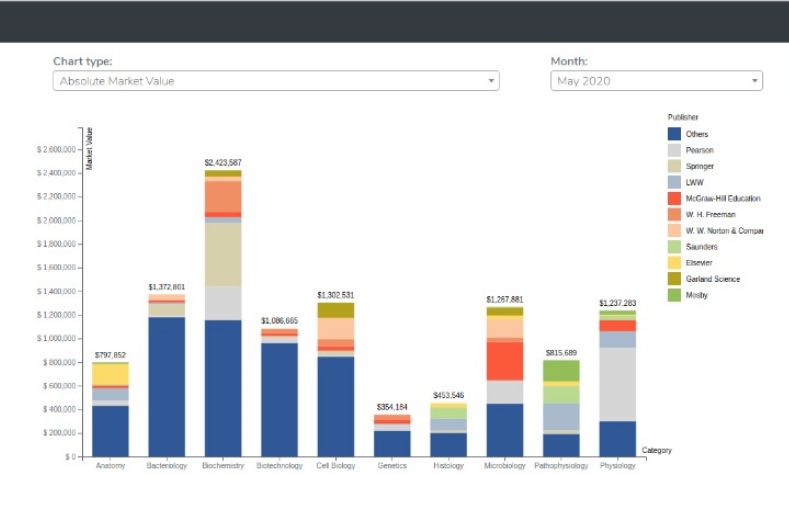 Chart type:
Month:
Absolute Market Value
May 2020
Publisher
Others
Pearson
Springer
LWW
McGraw-Hill Education
W. H. Freeman
W. W. Norton & Compar
Saunders
Elsevier
Garland Science
Mosby
Market Value
$ 2,600,000
$ 2,400,000
$ 2,200,000
$ 2,000,000
$ 1,800,000
$ 1,600,000
$ 1,400,000
$ 1,200,000
$ 1,000,000
$ 800,000
$ 600,000
$ 400,000
$ 200,000
$ 0
$797,852
$1,372,801
$2,423,587
$1,086,665
$1,302,531
$354,184
$453,546
$1,267,881
$815,689
$1,237,283
Category
Anatomy
Bacteriology
Biochemistry
Biotechnology
Cell Biology
Genetics
Histology
Microbiology
Pathophysiology
Physiology